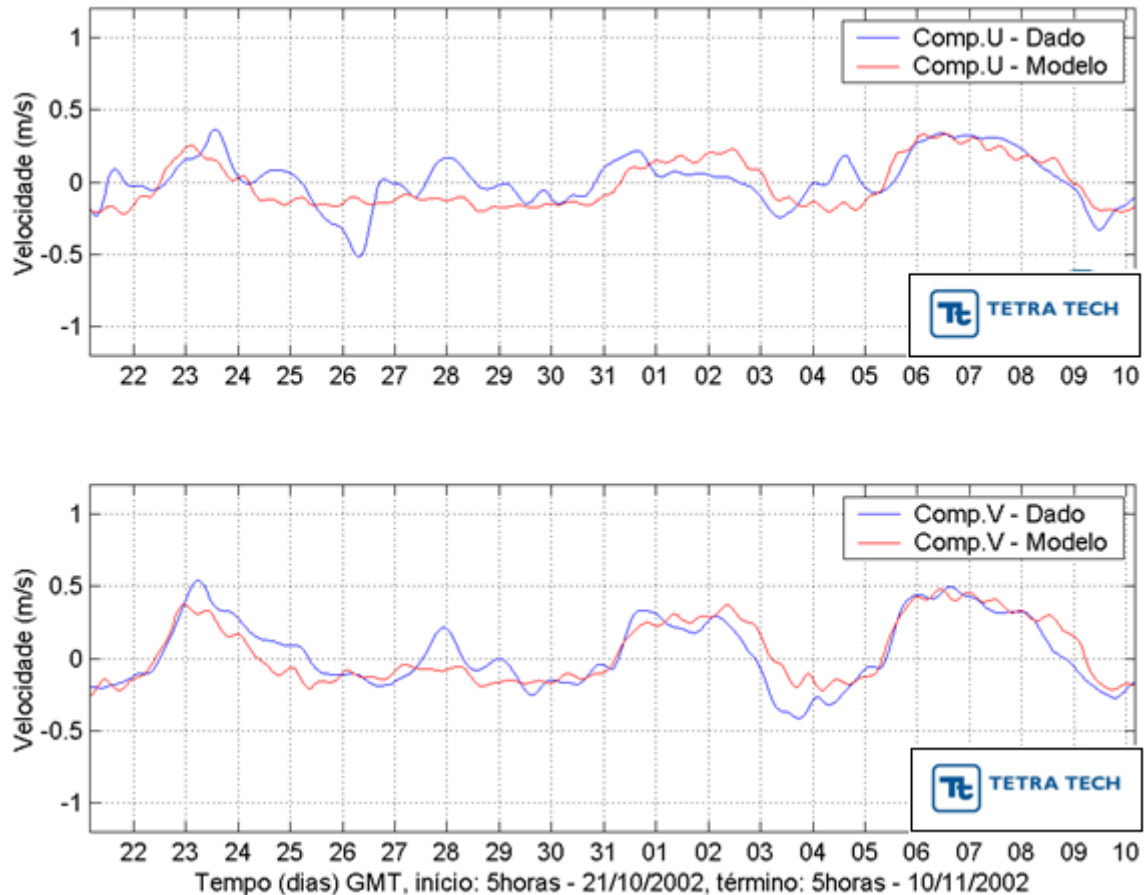 1
0.5
0
-0.5
-1
Velocidade (m/s)
Comp.U - Dado
Comp.U - Modelo
Tt TETRA TECH
22 23 24 25 26 27 28 29 30 31 01 02 03 04 05 06 07 08 09 10
1
0.5
0
-0.5
-1
Velocidade (m/s)
Comp.V - Dado
Comp.V - Modelo
Tt TETRA TECH
22 23 24 25 26 27 28 29 30 31 01 02 03 04 05 06 07 08 09 10
Tempo (dias) GMT, início: 5horas - 21/10/2002, término: 5horas - 10/11/2002